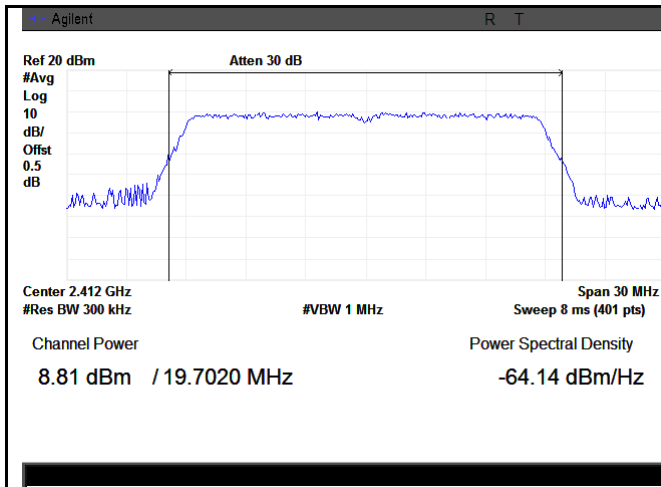 Agilent R T
Ref 20 dBm Atten 30 dB
#Avg
Log
10
dB/
Offst
0.5
dB
Center 2.412 GHz Span 30 MHz
#Res BW 300 kHz #VBW 1 MHz Sweep 8 ms (401 pts)
Channel Power Power Spectral Density
8.81 dBm / 19.7020 MHz -64.14 dBm/Hz